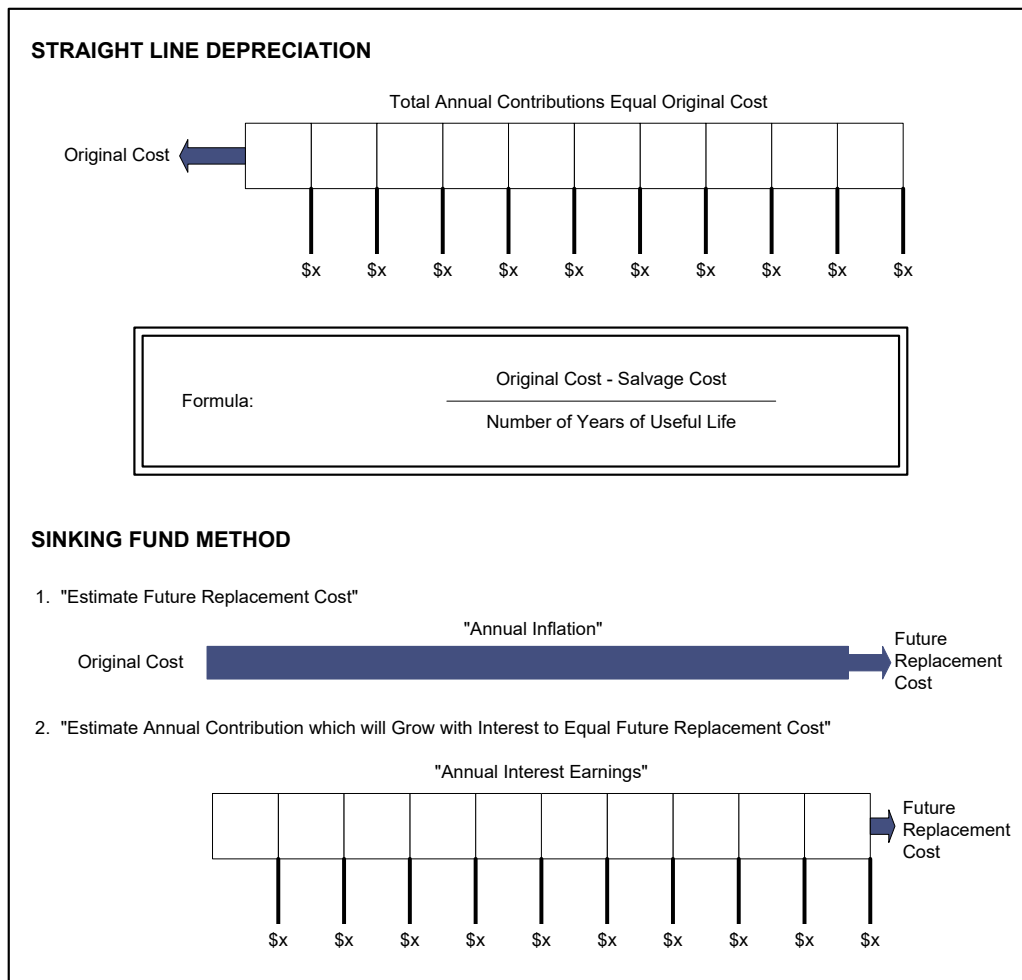 STRAIGHT LINE DEPRECIATION
Total Annual Contributions Equal Original Cost
Original Cost
$x $x $x $x $x $x $x $x $x $x
Formula:
Original Cost - Salvage Cost
Number of Years of Useful Life
SINKING FUND METHOD
1. "Estimate Future Replacement Cost"
"Annual Inflation"
Original Cost
Future
Replacement
Cost
2. "Estimate Annual Contribution which will Grow with Interest to Equal Future Replacement Cost"
"Annual Interest Earnings"
Future
Replacement
Cost
$x $x $x $x $x $x $x $x $x $x